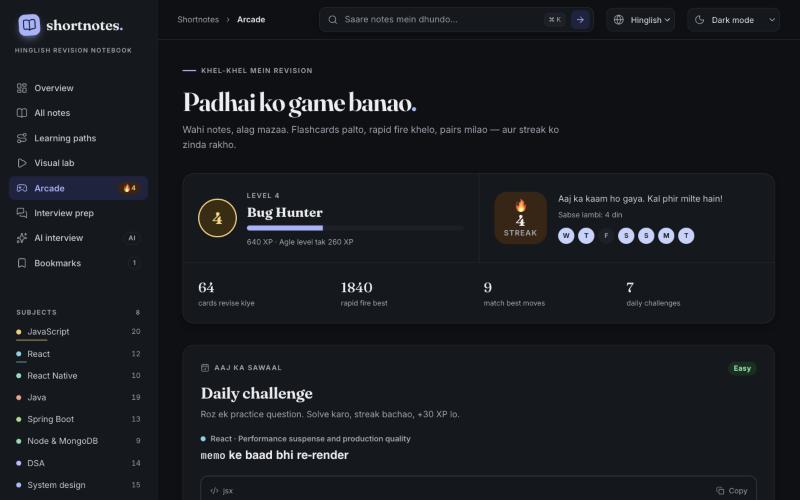 shortnotes.
HINGLISH REVISION NOTEBOOK
Overview
All notes
Learning paths
Visual lab
Arcade 🔥4
Interview prep
AI interview AI
Bookmarks 1
SUBJECTS 8
JavaScript 20
React 12
React Native 10
Java 19
Spring Boot 13
Node & MongoDB 9
DSA 14
System design 15
Shortnotes › Arcade
Saare notes mein dhundo... ⌘ K →
Hinglish
Dark mode
KHEL-KHEL MEIN REVISION
Padhai ko game banao.
Wahi notes, alag mazaa. Flashcards palto, rapid fire khelo, pairs milao — aur streak ko
zinda rakho.
4
LEVEL 4
Bug Hunter
640 XP · Agle level tak 260 XP
🔥
4
STREAK
Aaj ka kaam ho gaya. Kal phir milte hain!
Sabse lambi: 4 din
W T F S S M T
64 1840 9 7
cards revise kiye rapid fire best match best moves daily challenges
AAJ KA SAWAAL Easy
Daily challenge
Roz ek practice question. Solve karo, streak bachao, +30 XP lo.
React · Performance suspense and production quality
memo ke baad bhi re-render
</> jsx Copy